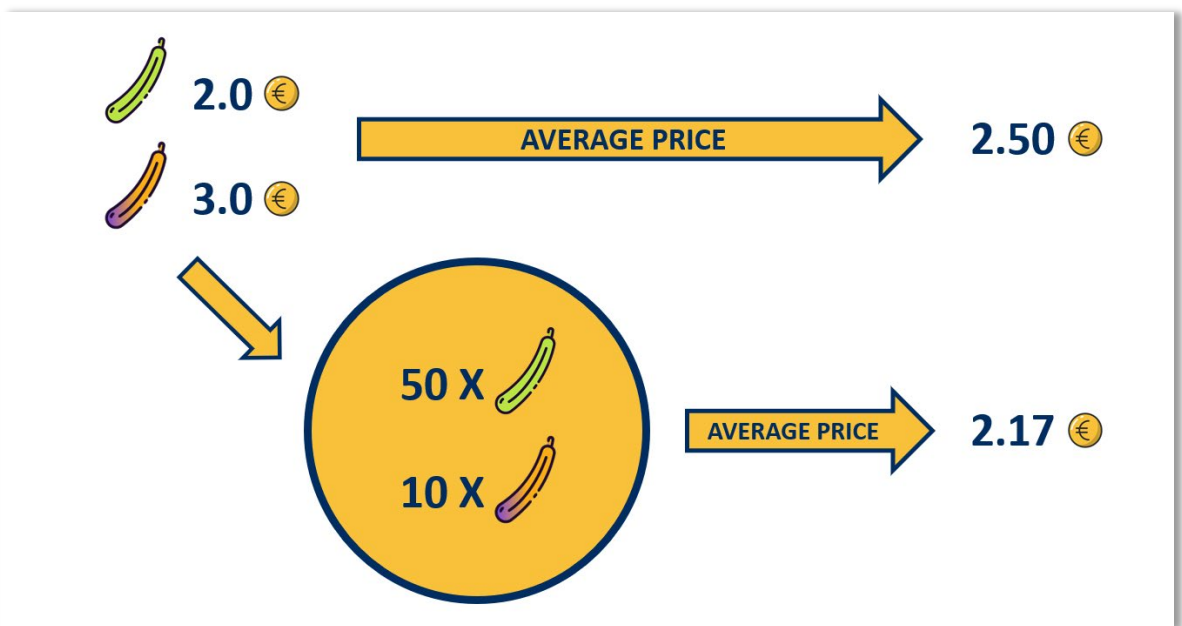 2.0 €
3.0 €
AVERAGE PRICE
2.50 €
50 X
10 X
AVERAGE PRICE
2.17 €